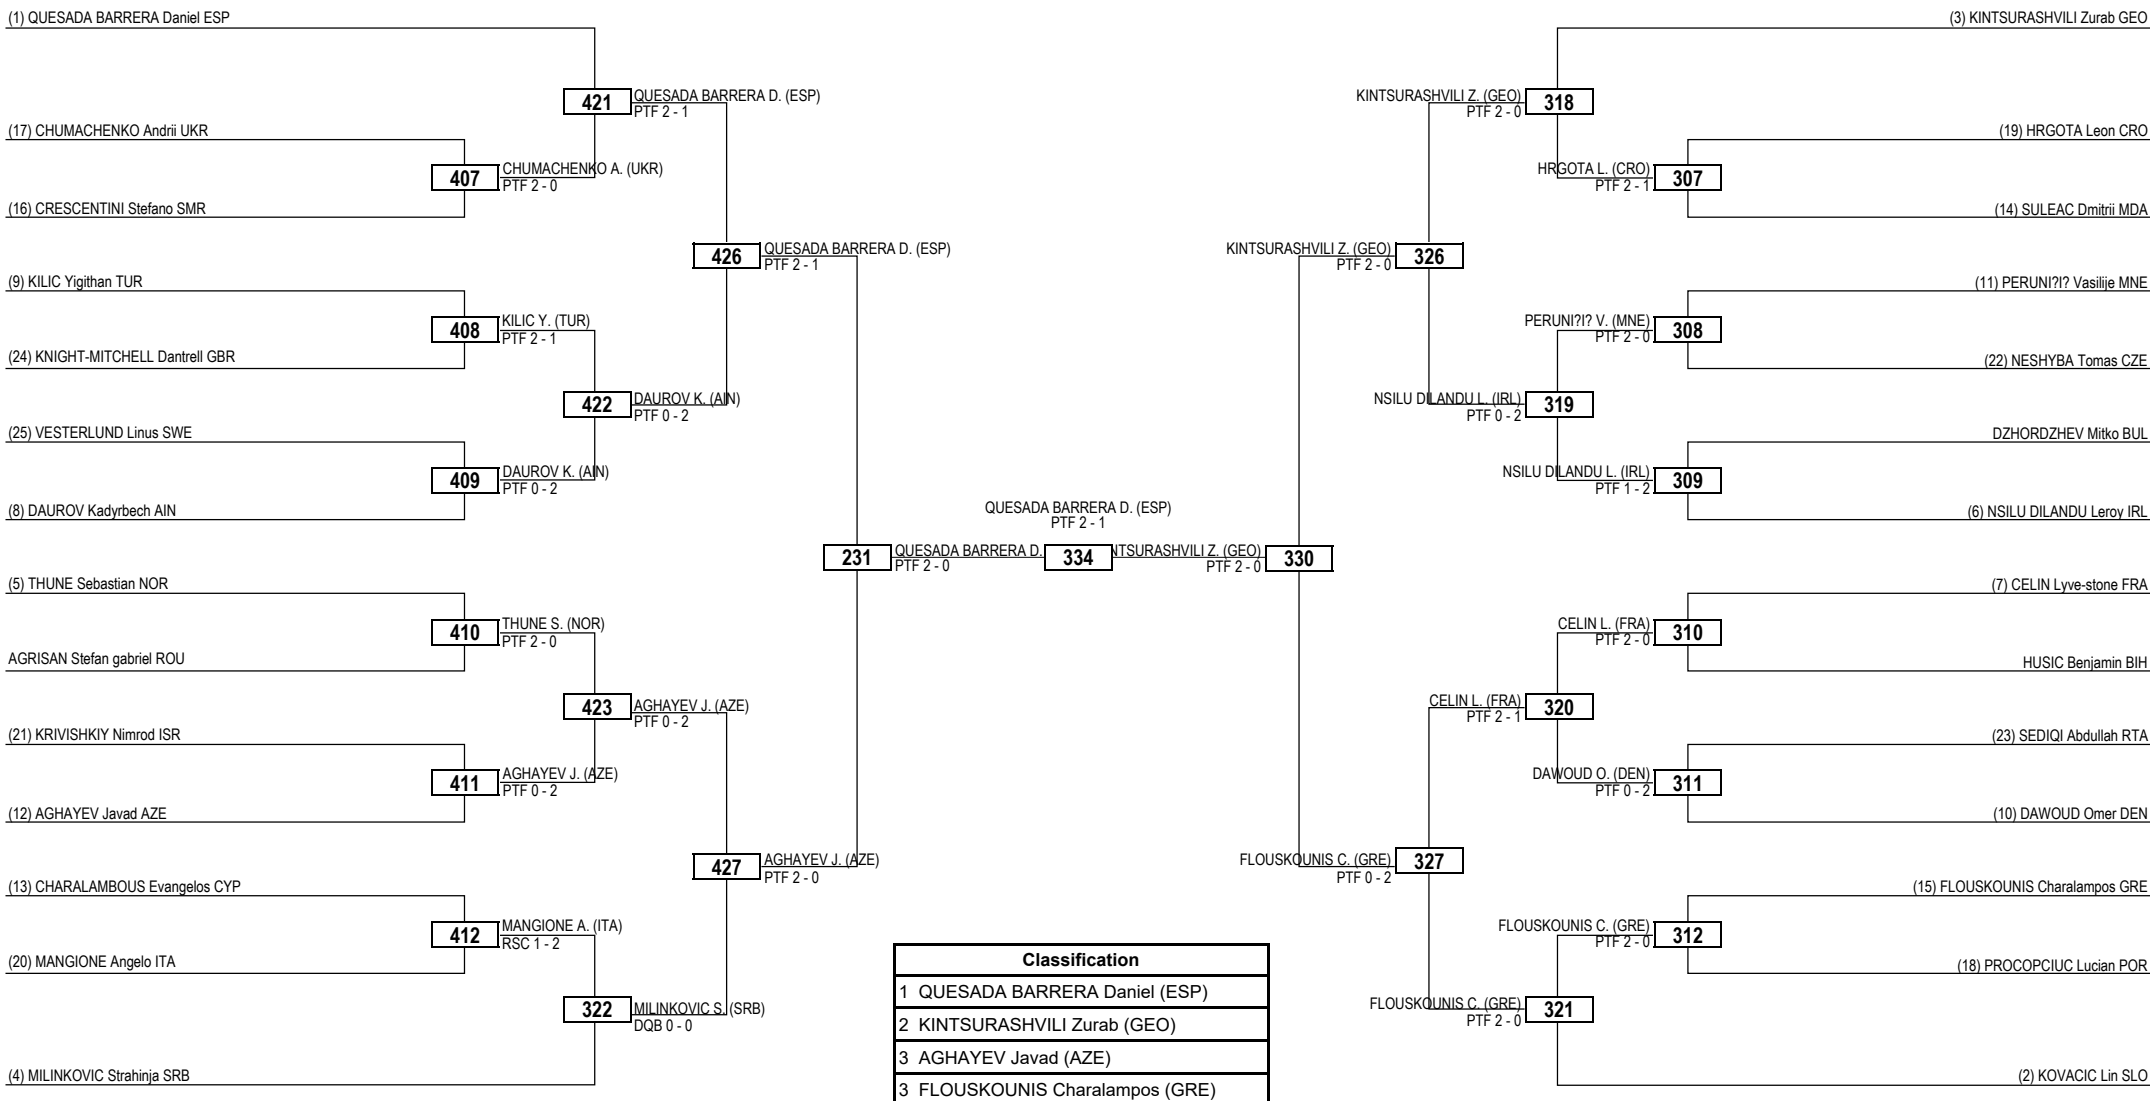 (1) QUESADA BARRERA Daniel ESP
(3) KINTSURASHVILI Zurab GEO
421
QUESADA BARRERA D. (ESP)
PTF 2 - 1
KINTSURASHVILI Z. (GEO)
PTF 2 - 0
318
(17) CHUMACHENKO Andrii UKR
(19) HRGOTA Leon CRO
407
CHUMACHENKO A. (UKR)
PTF 2 - 0
HRGOTA L. (CRO)
PTF 2 - 1
307
(16) CRESCENTINI Stefano SMR
(14) SULEAC Dmitrii MDA
426
QUESADA BARRERA D. (ESP)
PTF 2 - 1
KINTSURASHVILI Z. (GEO)
PTF 2 - 0
326
(9) KILIC Yigithan TUR
(11) PERUNI?I? Vasilije MNE
408
KILIC Y. (TUR)
PTF 2 - 1
PERUNI?I? V. (MNE)
PTF 2 - 0
308
(24) KNIGHT-MITCHELL Dantrell GBR
(22) NESHYBA Tomas CZE
422
DAUROV K. (AIN)
PTF 0 - 2
NSILU DILANDU L. (IRL)
PTF 0 - 2
319
(25) VESTERLUND Linus SWE
DZHORDZHEV Mitko BUL
409
DAUROV K. (AIN)
PTF 0 - 2
NSILU DILANDU L. (IRL)
PTF 1 - 2
309
(8) DAUROV Kadyrbech AIN
(6) NSILU DILANDU Leroy IRL
QUESADA BARRERA D. (ESP)
PTF 2 - 1
231
QUESADA BARRERA D.
PTF 2 - 0
334
NTSURASHVILI Z. (GEO)
PTF 2 - 0
330
(5) THUNE Sebastian NOR
(7) CELIN Lyve-stone FRA
410
THUNE S. (NOR)
PTF 2 - 0
CELIN L. (FRA)
PTF 2 - 0
310
AGRISAN Stefan gabriel ROU
HUSIC Benjamin BIH
423
AGHAYEV J. (AZE)
PTF 0 - 2
CELIN L. (FRA)
PTF 2 - 1
320
(21) KRIVISHKIY Nimrod ISR
(23) SEDIQI Abdullah RTA
411
AGHAYEV J. (AZE)
PTF 0 - 2
DAWOUD O. (DEN)
PTF 0 - 2
311
(12) AGHAYEV Javad AZE
(10) DAWOUD Omer DEN
427
AGHAYEV J. (AZE)
PTF 2 - 0
FLOUSKOUNIS C. (GRE)
PTF 0 - 2
327
(13) CHARALAMBOUS Evangelos CYP
(15) FLOUSKOUNIS Charalampos GRE
412
MANGIONE A. (ITA)
RSC 1 - 2
FLOUSKOUNIS C. (GRE)
PTF 2 - 0
312
(20) MANGIONE Angelo ITA
(18) PROCOPCIUC Lucian POR
322
MILINKOVIC S. (SRB)
DQB 0 - 0
FLOUSKOUNIS C. (GRE)
PTF 2 - 0
321
(4) MILINKOVIC Strahinja SRB
(2) KOVACIC Lin SLO
Classification
1 QUESADA BARRERA Daniel (ESP)
2 KINTSURASHVILI Zurab (GEO)
3 AGHAYEV Javad (AZE)
3 FLOUSKOUNIS Charalampos (GRE)